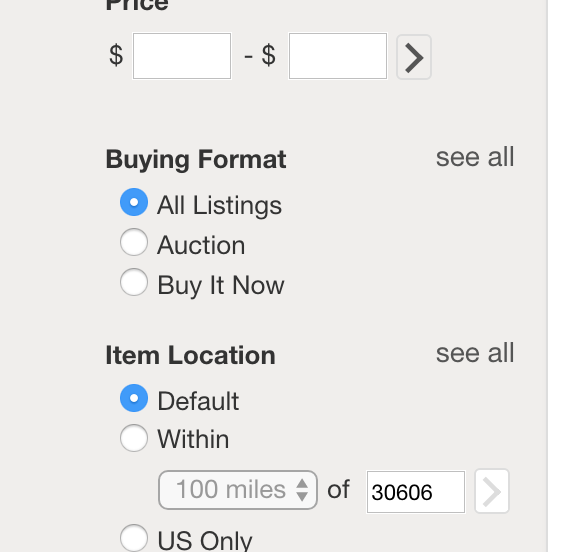 Price
$ - $
Buying Format see all
All Listings
Auction
Buy It Now
Item Location see all
Default
Within
100 miles of 30606
US Only